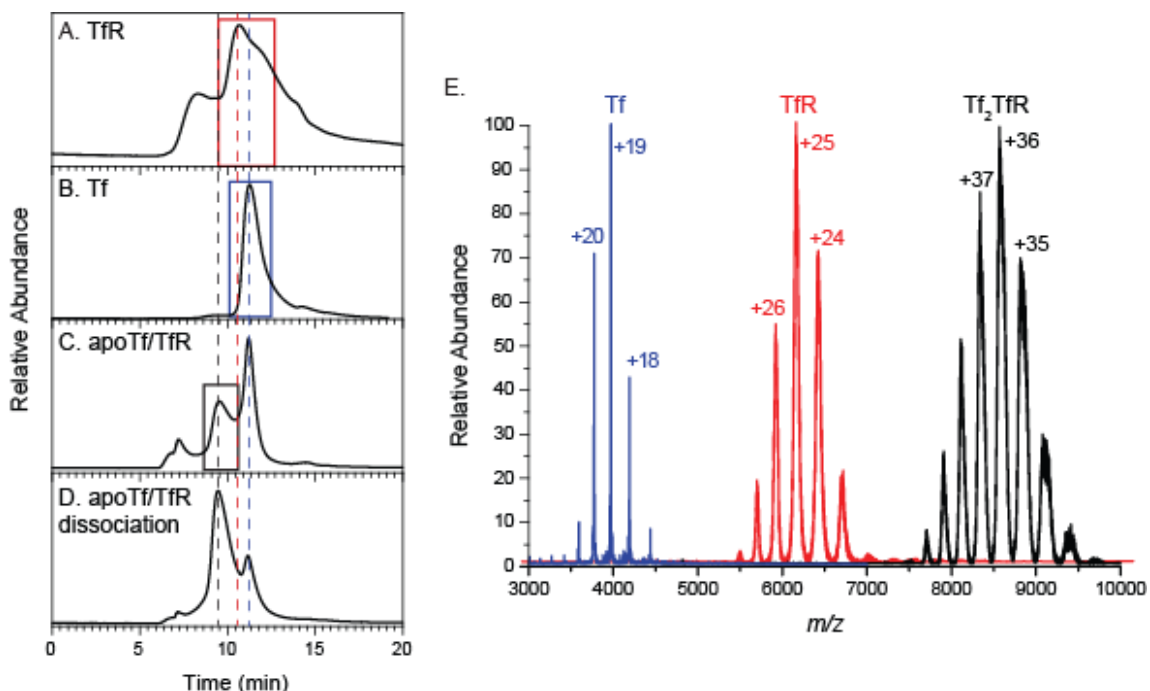 A. TfR
B. Tf
C. apoTf/TfR
D. apoTf/TfR
dissociation
Relative Abundance
0
5
10
15
20
Time (min)
E.
Tf
TfR
Tf₂TfR
+20
+19
+18
+26
+25
+24
+37
+36
+35
100
90
80
70
60
50
40
30
20
10
0
Relative Abundance
3000
4000
5000
6000
7000
8000
9000
10000
m/z